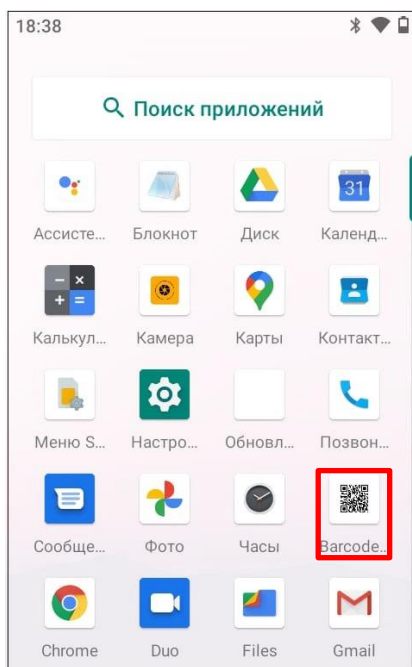 18:38
Поиск приложений
31
Ассисте... Блокнот Диск Календ...
Калькул... Камера Карты Контакт...
Меню S... Настро... Обновл... Позвон...
Сообще... Фото Часы Barcode...
Chrome Duo Files Gmail